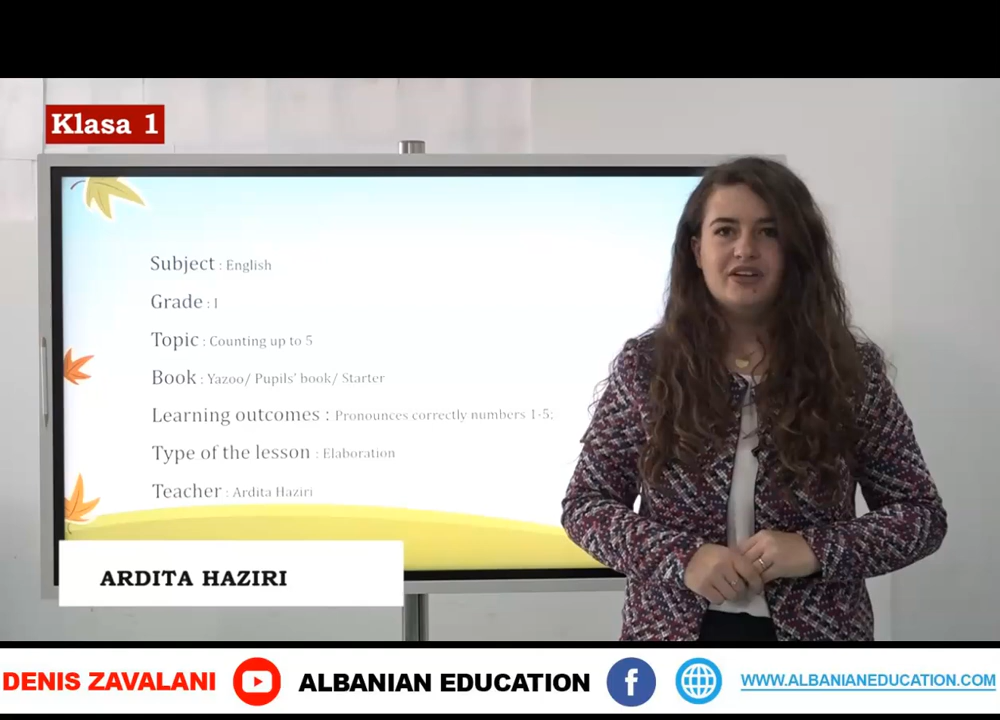 Klasa 1
Subject : English
Grade : I
Topic : Counting up to 5
Book : Yazoo/ Pupils' book/ Starter
Learning outcomes : Pronounces correctly numbers 1-5;
Type of the lesson : Elaboration
Teacher : Ardita Haziri
ARDITA HAZIRI
DENIS ZAVALANI ALBANIAN EDUCATION f WWW.ALBANIANEDUCATION.COM